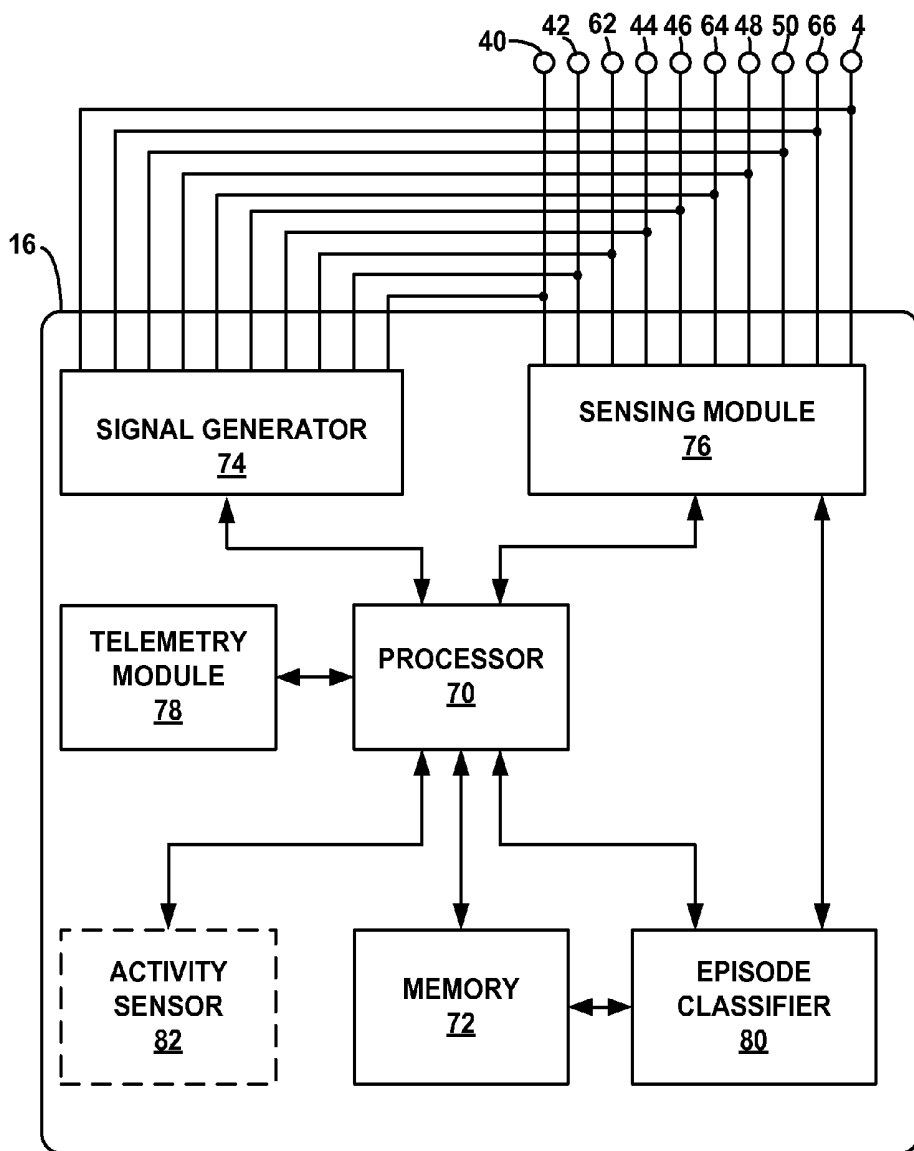 40 42 62 44 46 64 48 50 66 4
16
SIGNAL GENERATOR
74
SENSING MODULE
76
TELEMETRY
MODULE
78
PROCESSOR
70
ACTIVITY
SENSOR
82
MEMORY
72
EPISODE
CLASSIFIER
80